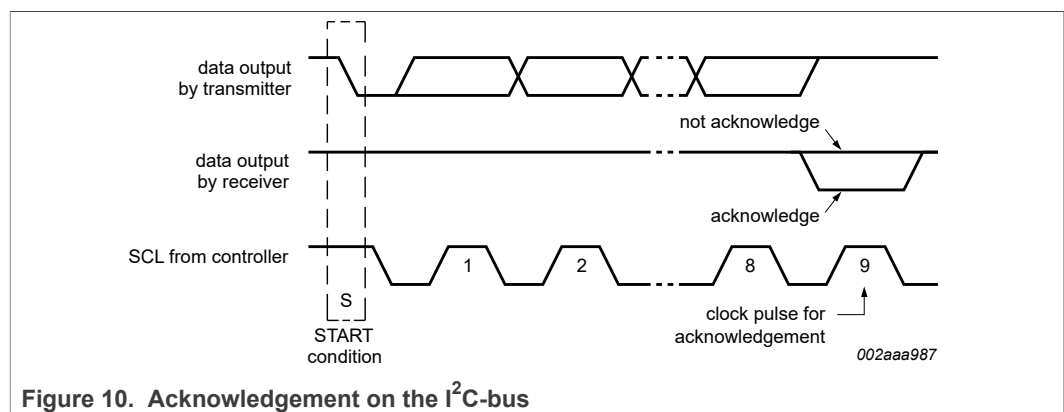 data output
by transmitter
not acknowledge
data output
by receiver
acknowledge
SCL from controller
1
2
8
9
S
START
condition
clock pulse for
acknowledgement
002aaa987
Figure 10. Acknowledgement on the I²C-bus